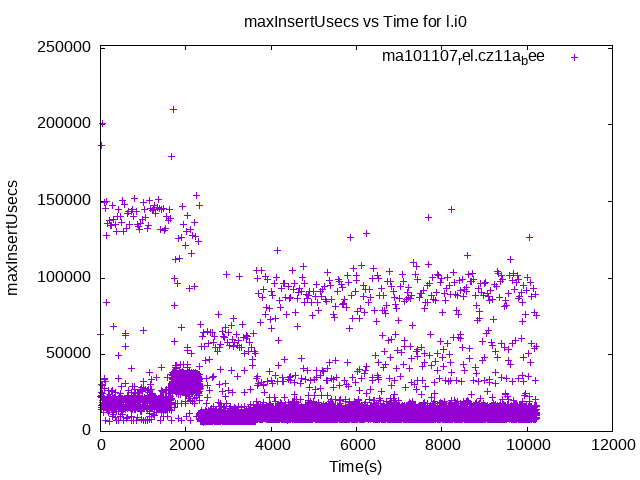 maxInsertUsecs vs Time for l.i0
ma101107rel.cz11abee
250000
200000
150000
100000
50000
0
maxInsertUsecs
0 2000 4000 6000 8000 10000 12000
Time(s)